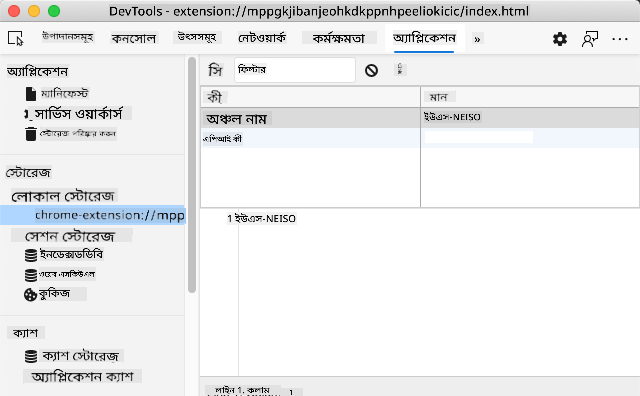 DevTools - extension://mppgkjibanjeohkdkppnhpeeliokicic/index.html
উপাদানসমূহ কনসোল উৎসসমূহ নেটওয়ার্ক কর্মক্ষমতা অ্যাপ্লিকেশন »
অ্যাপ্লিকেশন
ম্যানিফেস্ট
সার্ভিস ওয়ার্কার্স
স্টোরেজ পরিষ্কার করুন
স্টোরেজ
লোকাল স্টোরেজ
chrome-extension://mpp
সেশন স্টোরেজ
ইনডেক্সডডিবি
ওয়েব এসকিউএল
কুকিজ
ক্যাশ
ক্যাশ স্টোরেজ
অ্যাপ্লিকেশন ক্যাশ
সি ফিল্টার
কী মান
অঞ্চল নাম ইউএস-NEISO
এপিআই কী
1 ইউএস-NEISO
লাইন 1, কলাম 1